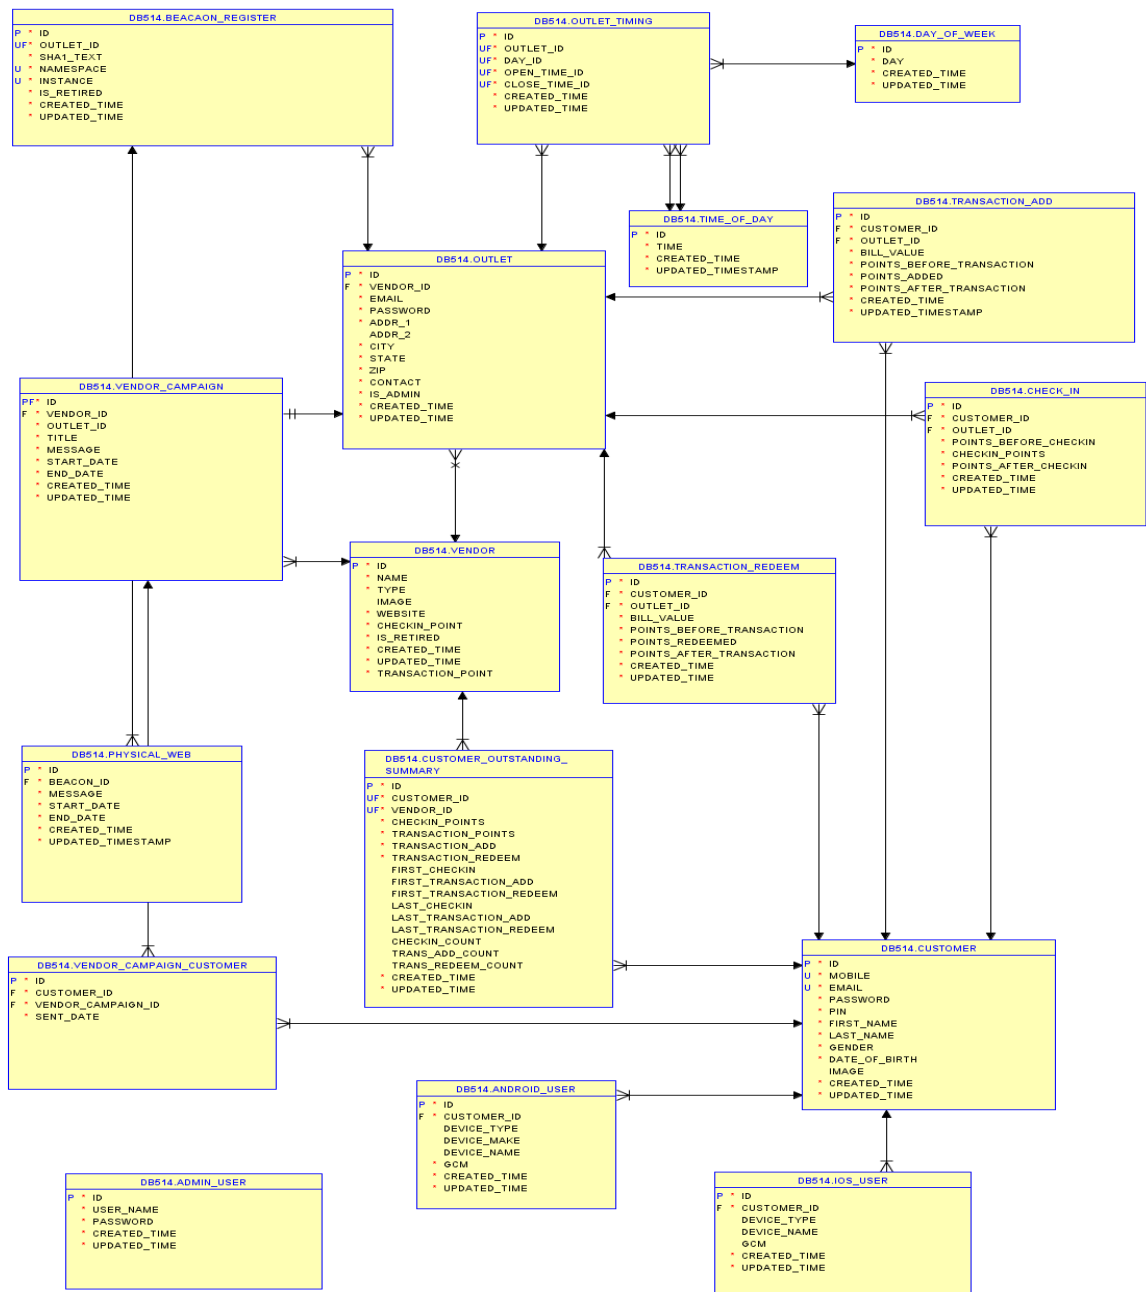 DB514.BEACAON_REGISTER
P * ID
UF* OUTLET_ID
* SHA1_TEXT
U * NAMESPACE
U * INSTANCE
* IS_RETIRED
* CREATED_TIME
* UPDATED_TIME
DB514.OUTLET_TIMING
P * ID
UF* OUTLET_ID
UF* DAY_ID
UF* OPEN_TIME_ID
UF* CLOSE_TIME_ID
* CREATED_TIME
* UPDATED_TIME
DB514.DAY_OF_WEEK
P * ID
* DAY
* CREATED_TIME
* UPDATED_TIME
DB514.TIME_OF_DAY
P * ID
* TIME
* CREATED_TIME
* UPDATED_TIMESTAMP
DB514.TRANSACTION_ADD
P * ID
F * CUSTOMER_ID
F * OUTLET_ID
* BILL_VALUE
* POINTS_BEFORE_TRANSACTION
* POINTS_ADDED
* POINTS_AFTER_TRANSACTION
* CREATED_TIME
* UPDATED_TIMESTAMP
DB514.OUTLET
P * ID
F * VENDOR_ID
* EMAIL
* PASSWORD
* ADDR_1
ADDR_2
* CITY
* STATE
* ZIP
* CONTACT
* IS_ADMIN
* CREATED_TIME
* UPDATED_TIME
DB514.VENDOR_CAMPAIGN
PF* ID
F * VENDOR_ID
* OUTLET_ID
* TITLE
* MESSAGE
* START_DATE
* END_DATE
* CREATED_TIME
* UPDATED_TIME
DB514.CHECK_IN
P * ID
F * CUSTOMER_ID
F * OUTLET_ID
* POINTS_BEFORE_CHECKIN
* CHECKIN_POINTS
* POINTS_AFTER_CHECKIN
* CREATED_TIME
* UPDATED_TIME
DB514.VENDOR
P * ID
* NAME
* TYPE
IMAGE
* WEBSITE
* CHECKIN_POINT
* IS_RETIRED
* CREATED_TIME
* UPDATED_TIME
* TRANSACTION_POINT
DB514.TRANSACTION_REDEEM
P * ID
F * CUSTOMER_ID
F * OUTLET_ID
* BILL_VALUE
* POINTS_BEFORE_TRANSACTION
* POINTS_REDEEMED
* POINTS_AFTER_TRANSACTION
* CREATED_TIME
* UPDATED_TIME
DB514.PHYSICAL_WEB
P * ID
F * BEACON_ID
* MESSAGE
* START_DATE
* END_DATE
* CREATED_TIME
* UPDATED_TIMESTAMP
DB514.CUSTOMER_OUTSTANDING_
SUMMARY
P * ID
UF* CUSTOMER_ID
UF* VENDOR_ID
* CHECKIN_POINTS
* TRANSACTION_POINTS
* TRANSACTION_ADD
* TRANSACTION_REDEEM
FIRST_CHECKIN
FIRST_TRANSACTION_ADD
FIRST_TRANSACTION_REDEEM
LAST_CHECKIN
LAST_TRANSACTION_ADD
LAST_TRANSACTION_REDEEM
CHECKIN_COUNT
TRANS_ADD_COUNT
TRANS_REDEEM_COUNT
* CREATED_TIME
* UPDATED_TIME
DB514.VENDOR_CAMPAIGN_CUSTOMER
P * ID
F * CUSTOMER_ID
F * VENDOR_CAMPAIGN_ID
* SENT_DATE
DB514.CUSTOMER
P * ID
U * MOBILE
U * EMAIL
* PASSWORD
* PIN
* FIRST_NAME
* LAST_NAME
* GENDER
* DATE_OF_BIRTH
IMAGE
* CREATED_TIME
* UPDATED_TIME
DB514.ANDROID_USER
P * ID
F * CUSTOMER_ID
DEVICE_TYPE
DEVICE_MAKE
DEVICE_NAME
* GCM
* CREATED_TIME
* UPDATED_TIME
DB514.ADMIN_USER
P * ID
* USER_NAME
* PASSWORD
* CREATED_TIME
* UPDATED_TIME
DB514.IOS_USER
P * ID
F * CUSTOMER_ID
DEVICE_TYPE
DEVICE_NAME
GCM
* CREATED_TIME
* UPDATED_TIME